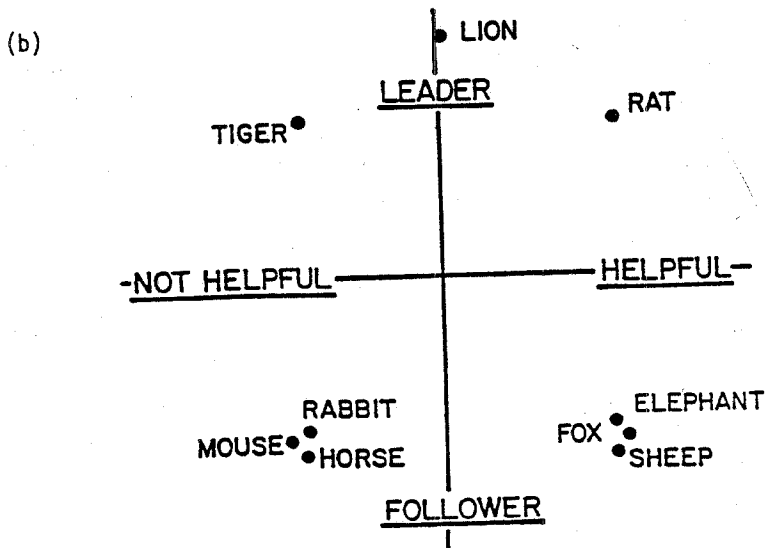 (b)
LION
LEADER
RAT
TIGER
-NOT HELPFUL
HELPFUL-
RABBIT
ELEPHANT
MOUSE
FOX
HORSE
SHEEP
FOLLOWER